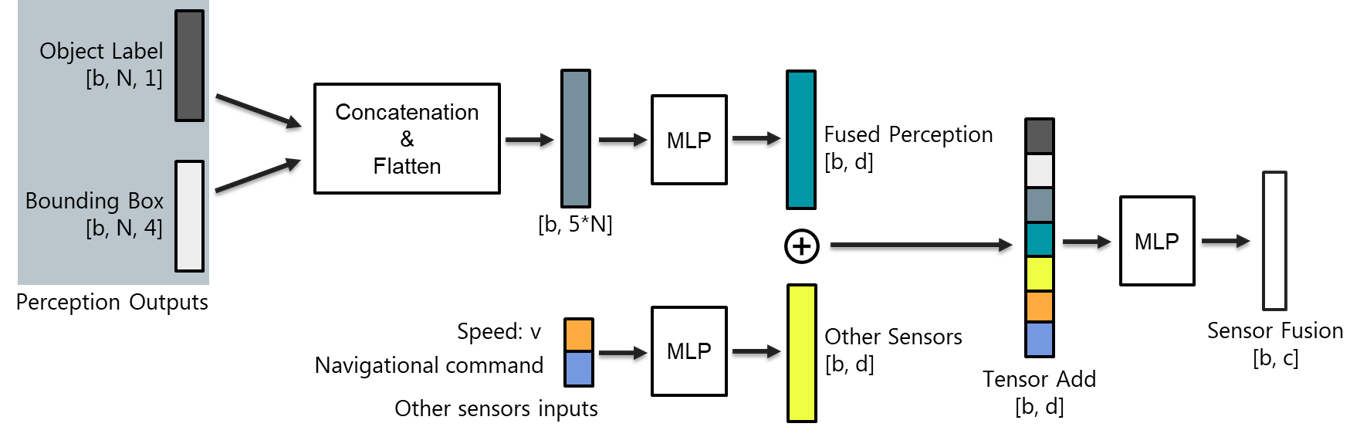 Object Label
[b, N, 1]
Bounding Box
[b, N, 4]
Perception Outputs
Concatenation
&
Flatten
[b, 5*N]
MLP
Fused Perception
[b, d]
+
Speed: v
Navigational command
Other sensors inputs
MLP
Other Sensors
[b, d]
Tensor Add
[b, d]
MLP
Sensor Fusion
[b, c]